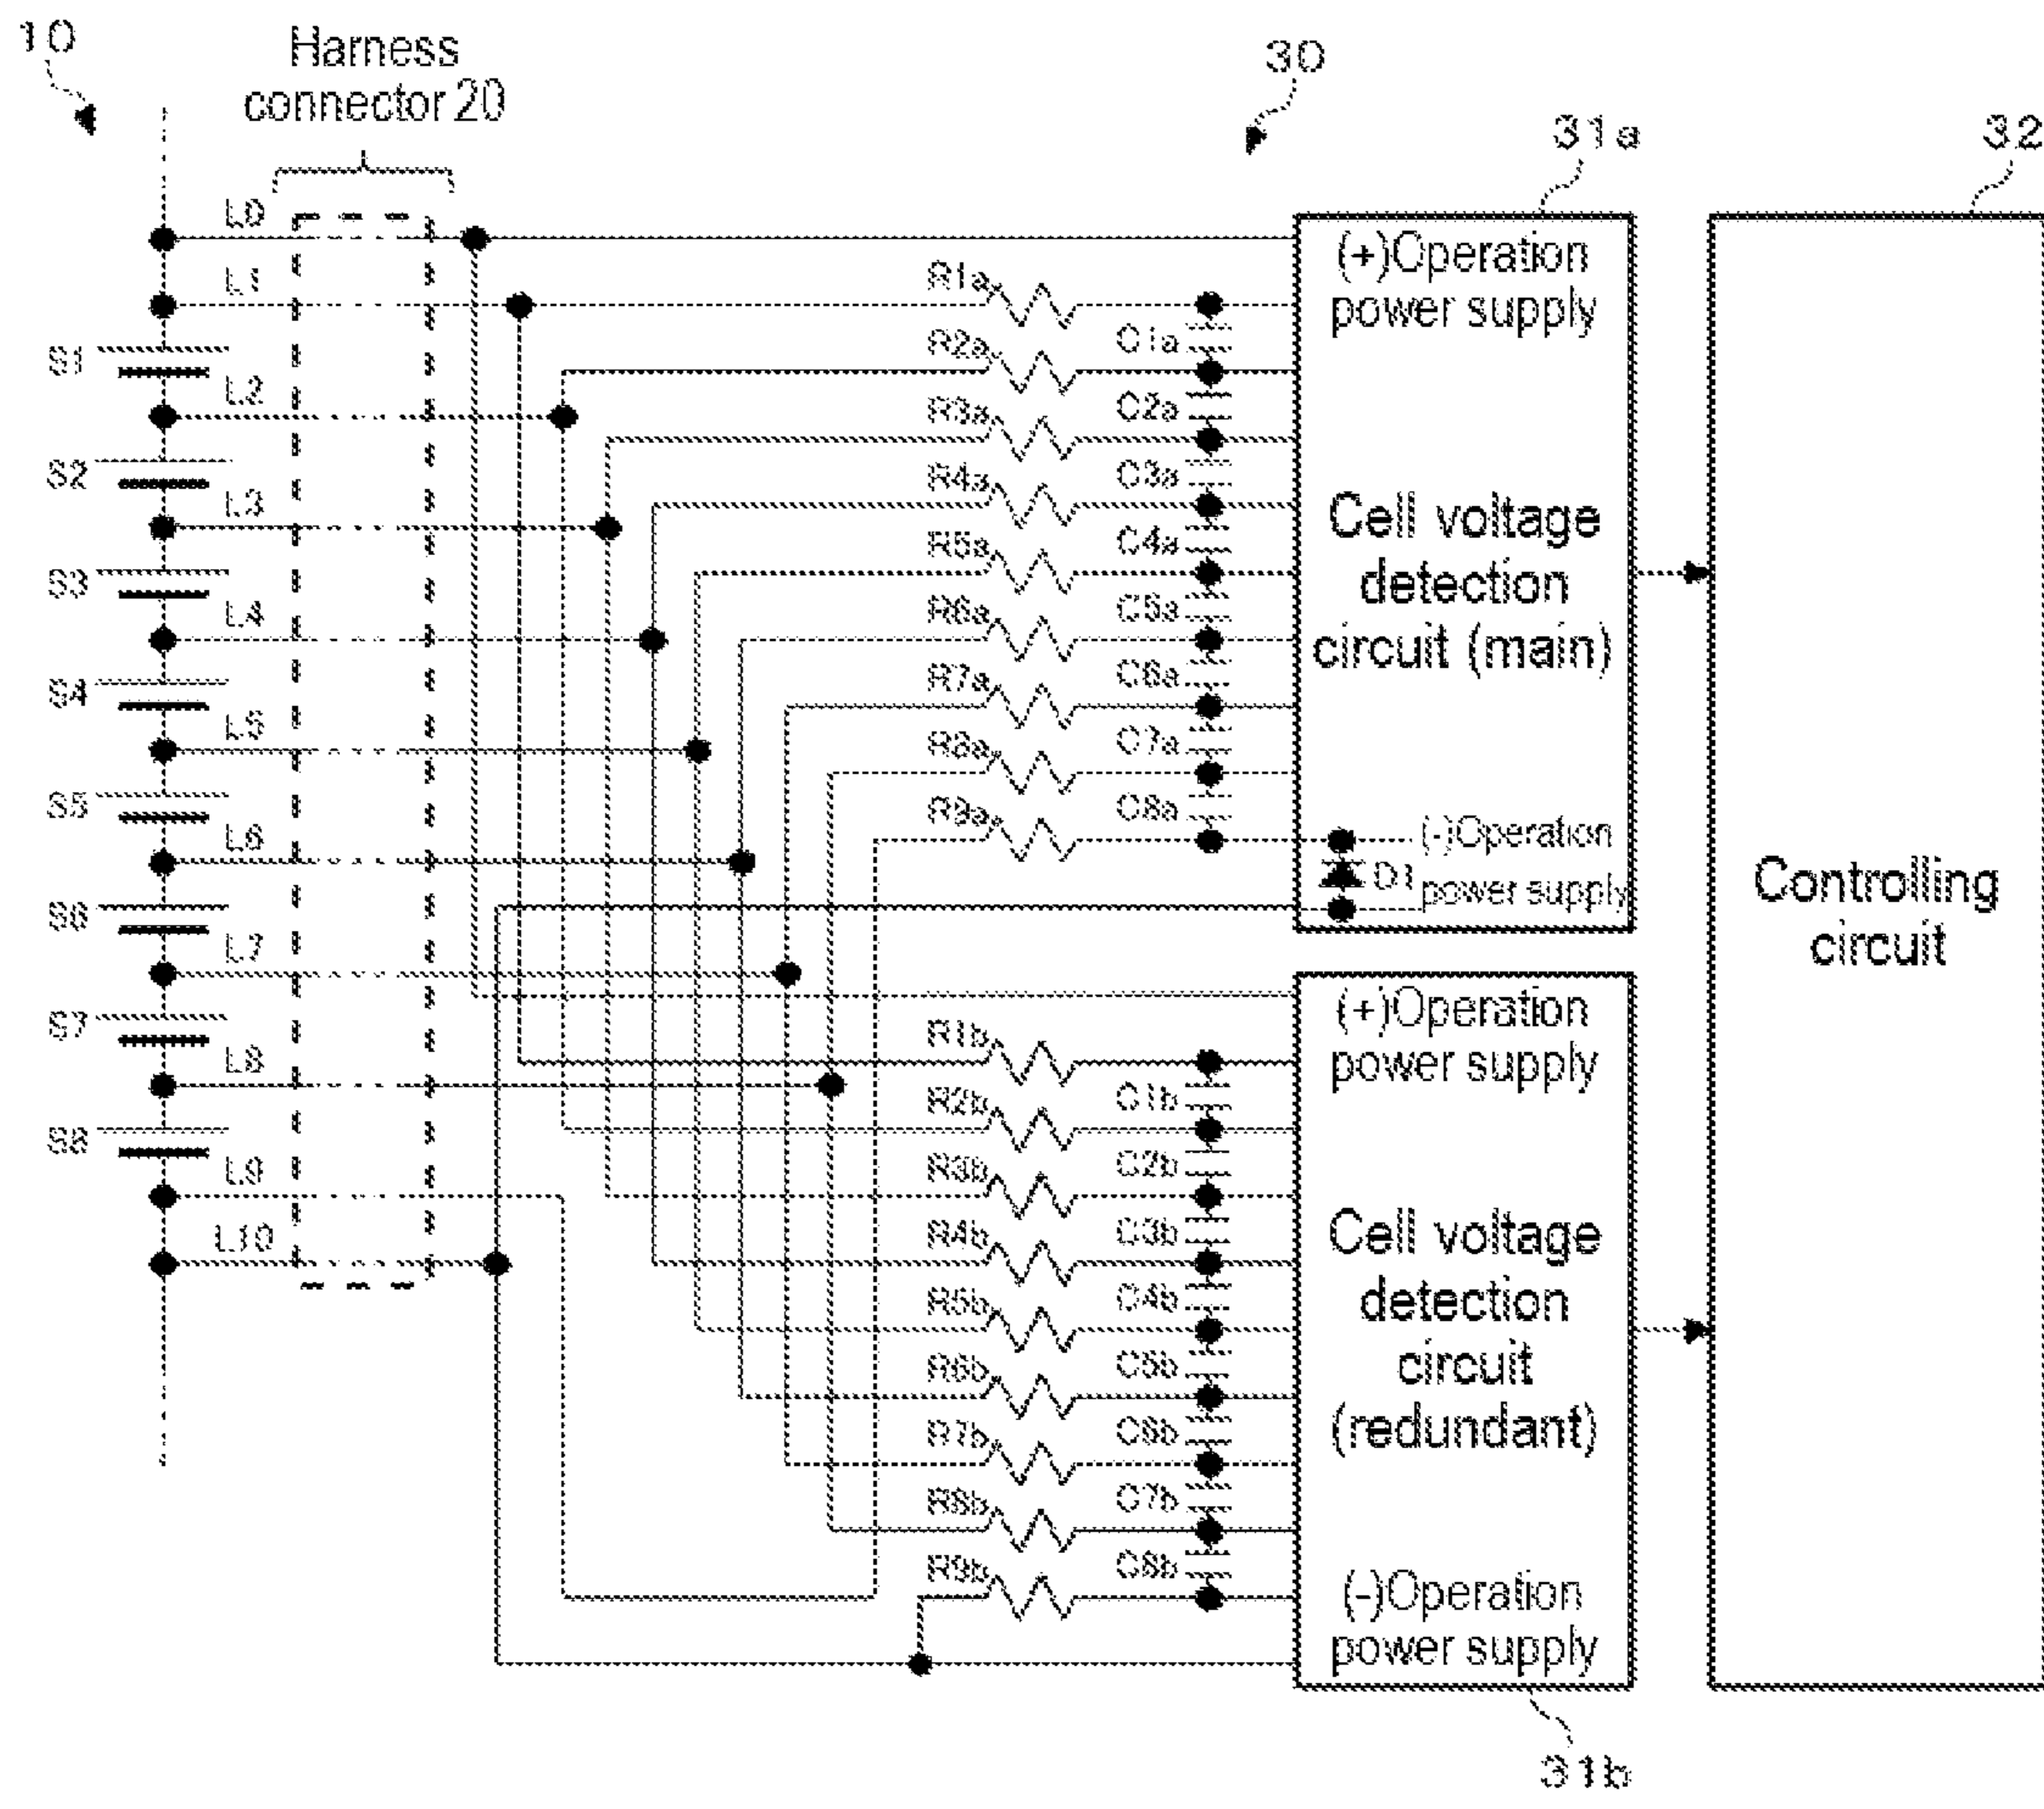 10
Harness
connector 20
30
31a
32
L0
L1
S1
L2
S2
L3
S3
L4
S4
L5
S5
L6
S6
L7
S7
L8
S8
L9
L10
R1a
R2a
R3a
R4a
R5a
R6a
R7a
R8a
R9a
C1a
C2a
C3a
C4a
C5a
C6a
C7a
C8a
(+)Operation
power supply
Cell voltage
detection
circuit (main)
(-)Operation
D1
power supply
Controlling
circuit
R1b
R2b
R3b
R4b
R5b
R6b
R7b
R8b
R9b
C1b
C2b
C3b
C4b
C5b
C6b
C7b
C8b
(+)Operation
power supply
Cell voltage
detection
circuit
(redundant)
(-)Operation
power supply
31b